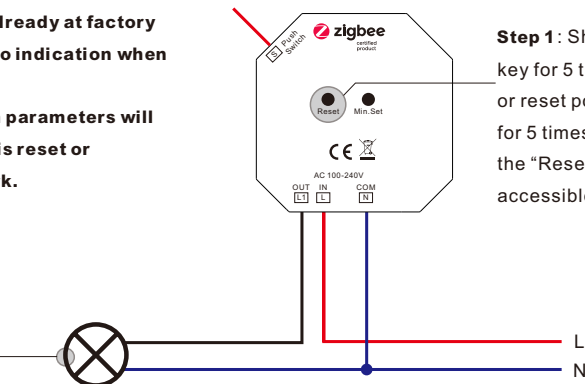 already at factory
o indication when
parameters will
is reset or
k.
Push
Switch
S
zigbee
certified
product
Reset
Min.Set
CE
AC 100-240V
OUT IN COM
L1 L N
Step 1: Sh
key for 5 t
or reset po
for 5 times
the “Rese
accessible
L
N